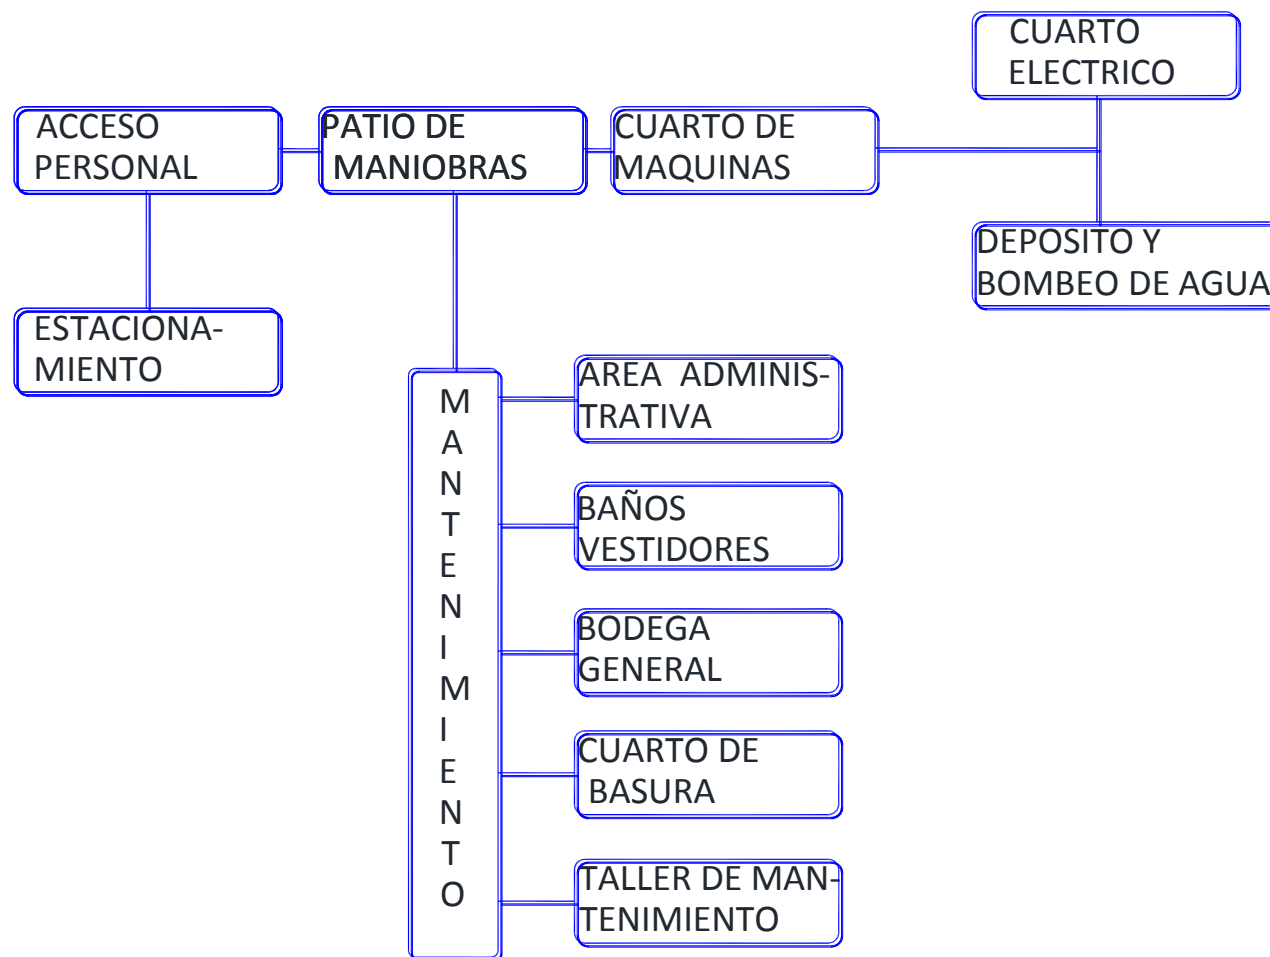 CUARTO
ELECTRICO
ACCESO
PERSONAL
PATIO DE
MANIOBRAS
CUARTO DE
MAQUINAS
DEPOSITO Y
BOMBEO DE AGUA
ESTACIONA-
MIENTO
M
A
N
T
E
N
I
M
I
E
N
T
O
AREA ADMINIS-
TRATIVA
BAÑOS
VESTIDORES
BODEGA
GENERAL
CUARTO DE
BASURA
TALLER DE MAN-
TENIMIENTO